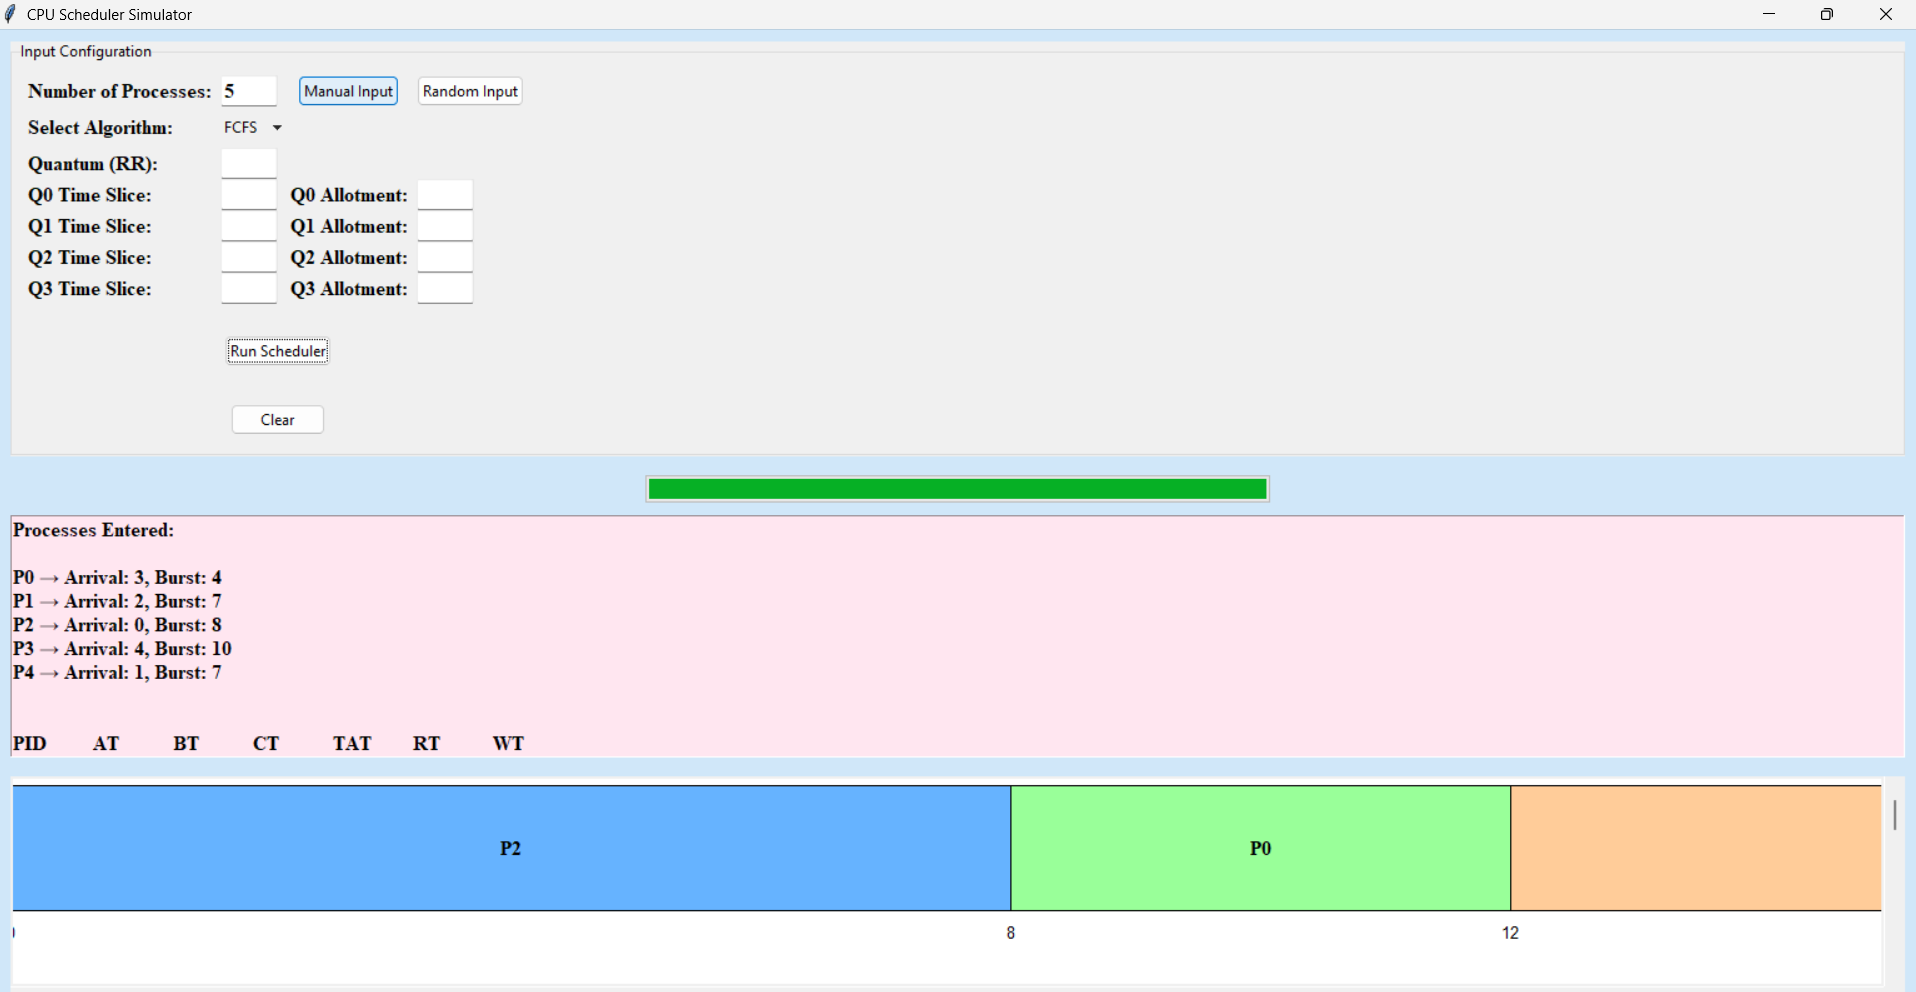 CPU Scheduler Simulator
Input Configuration
Number of Processes: 5 Manual Input Random Input
Select Algorithm: FCFS
Quantum (RR):
Q0 Time Slice: Q0 Allotment:
Q1 Time Slice: Q1 Allotment:
Q2 Time Slice: Q2 Allotment:
Q3 Time Slice: Q3 Allotment:
Run Scheduler
Clear
Processes Entered:
P0 → Arrival: 3, Burst: 4
P1 → Arrival: 2, Burst: 7
P2 → Arrival: 0, Burst: 8
P3 → Arrival: 4, Burst: 10
P4 → Arrival: 1, Burst: 7
PID AT BT CT TAT RT WT
P2 P0
8 12